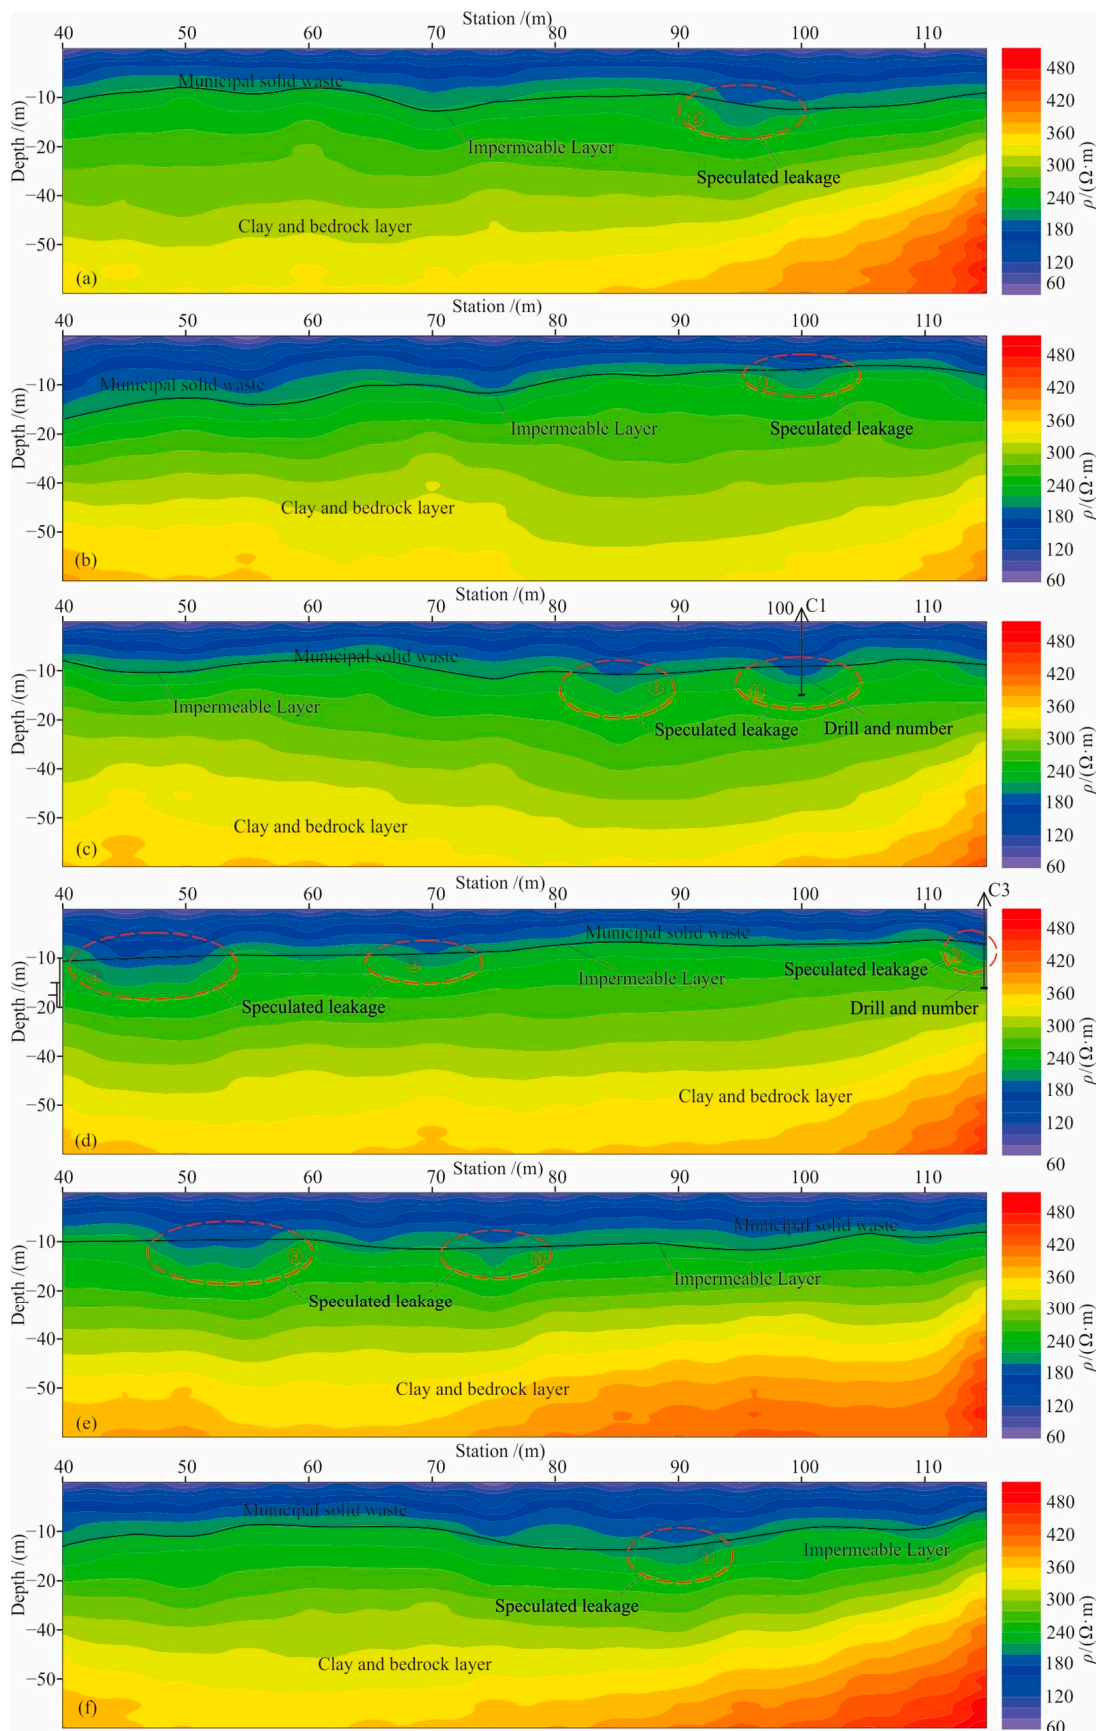 Station /(m)
40 50 60 70 80 90 100 110
Municipal solid waste
Impermeable Layer
①
Speculated leakage
Clay and bedrock layer
Depth /(m)
−10
−20
−40
−50
(a)
480
420
360
300
240
180
120
60
ρ/(Ω·m)
Station /(m)
40 50 60 70 80 90 100 110
Municipal solid waste
Impermeable Layer
Speculated leakage
Clay and bedrock layer
Depth /(m)
−10
−20
−40
−50
(b)
480
420
360
300
240
180
120
60
ρ/(Ω·m)
Station /(m)
40 50 60 70 80 90 100 C1 110
Municipal solid waste
Impermeable Layer
①
Speculated leakage
Drill and number
Clay and bedrock layer
Depth /(m)
−10
−20
−40
−50
(c)
480
420
360
300
240
180
120
60
ρ/(Ω·m)
Station /(m)
40 50 60 70 80 90 100 110 C3
Municipal solid waste
Impermeable Layer
Speculated leakage
Speculated leakage
Drill and number
Clay and bedrock layer
Depth /(m)
−10
−20
−40
−50
(d)
480
420
360
300
240
180
120
60
ρ/(Ω·m)
Station /(m)
40 50 60 70 80 90 100 110
Municipal solid waste
Impermeable Layer
Speculated leakage
Clay and bedrock layer
Depth /(m)
−10
−20
−40
−50
(e)
480
420
360
300
240
180
120
60
ρ/(Ω·m)
Station /(m)
40 50 60 70 80 90 100 110
Municipal solid waste
Impermeable Layer
Speculated leakage
Clay and bedrock layer
Depth /(m)
−10
−20
−40
−50
(f)
480
420
360
300
240
180
120
60
ρ/(Ω·m)